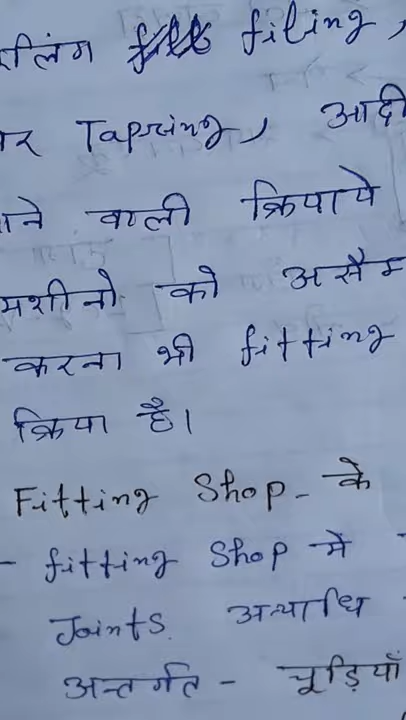 लिंग filing,
Tapping, आदी
ने वाली क्रियाये
मशीनो को असैम
करना भी fitting
क्रिया है।
Fitting Shop - के
- fitting Shop मे
Joints. अत्याधि
अन्तर्गत - चूड़ियाँ